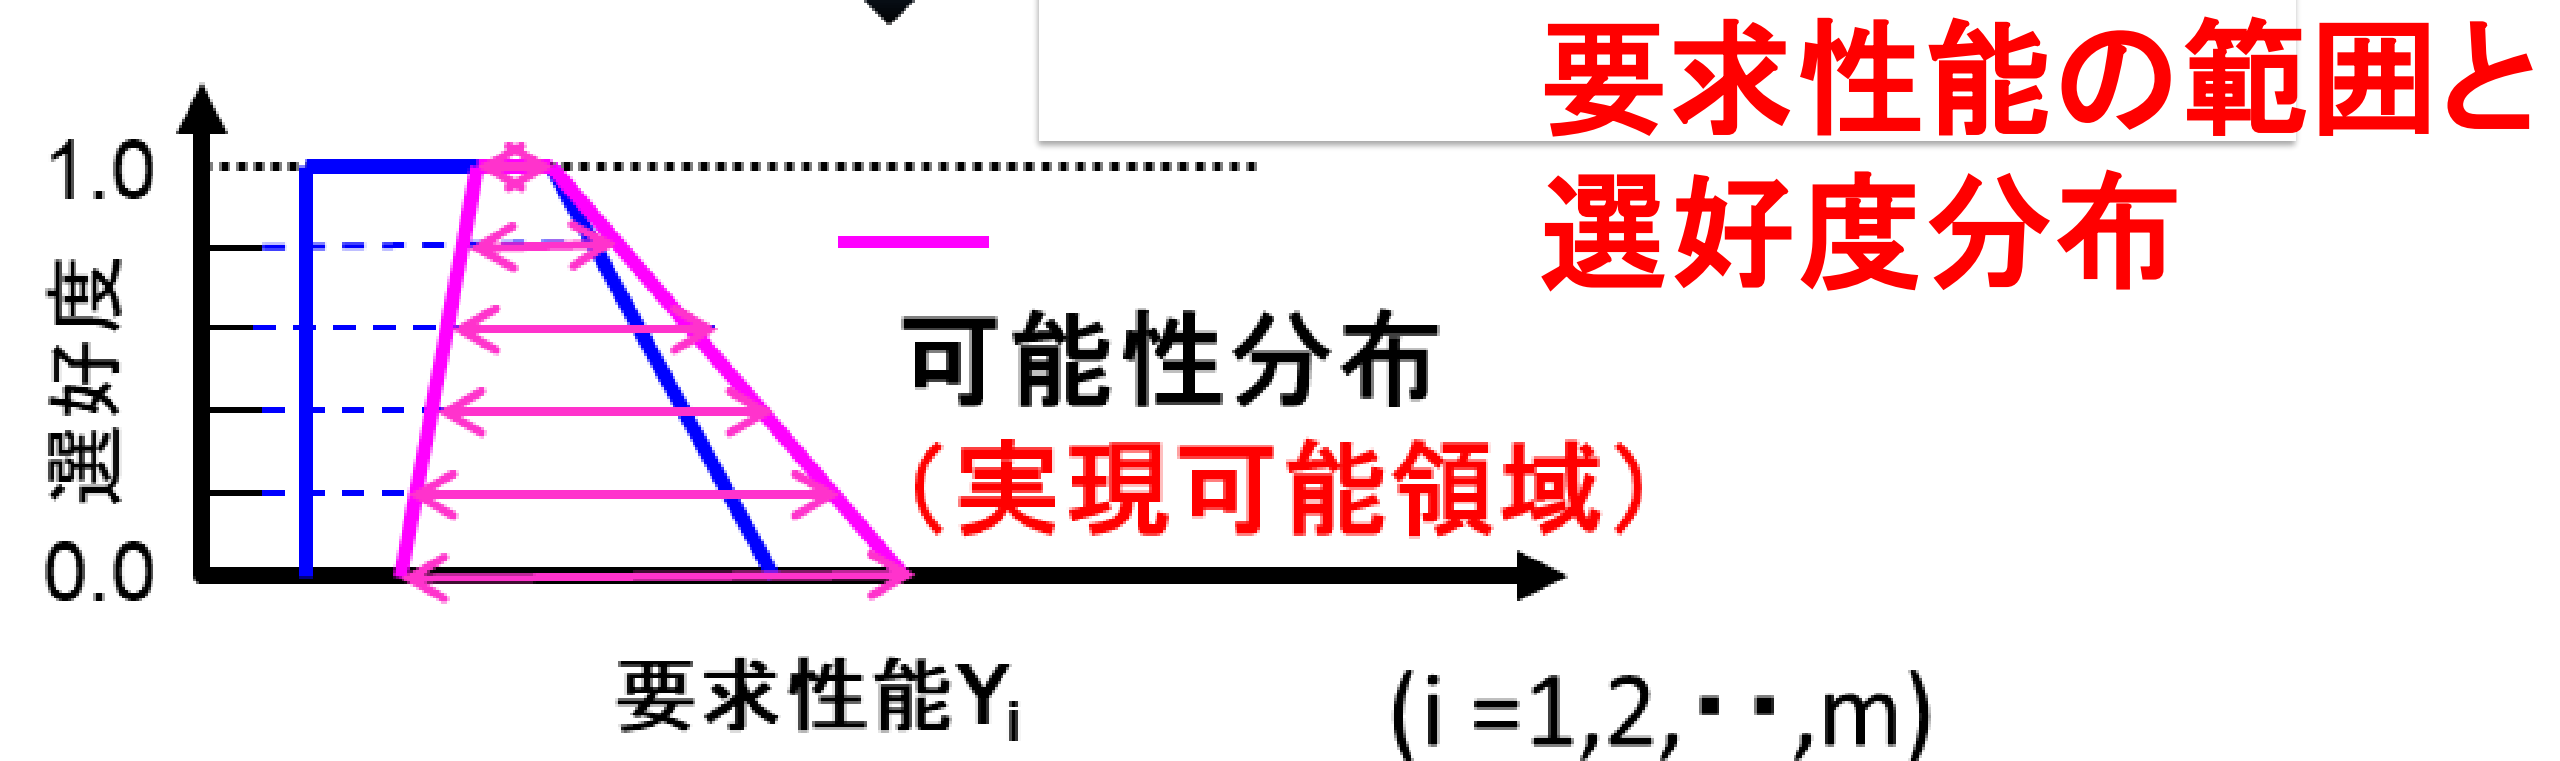 要求性能の範囲と
選好度分布
1.0
選好度
可能性分布
（実現可能領域）
0.0
要求性能Yi
(i =1,2,・・,m)